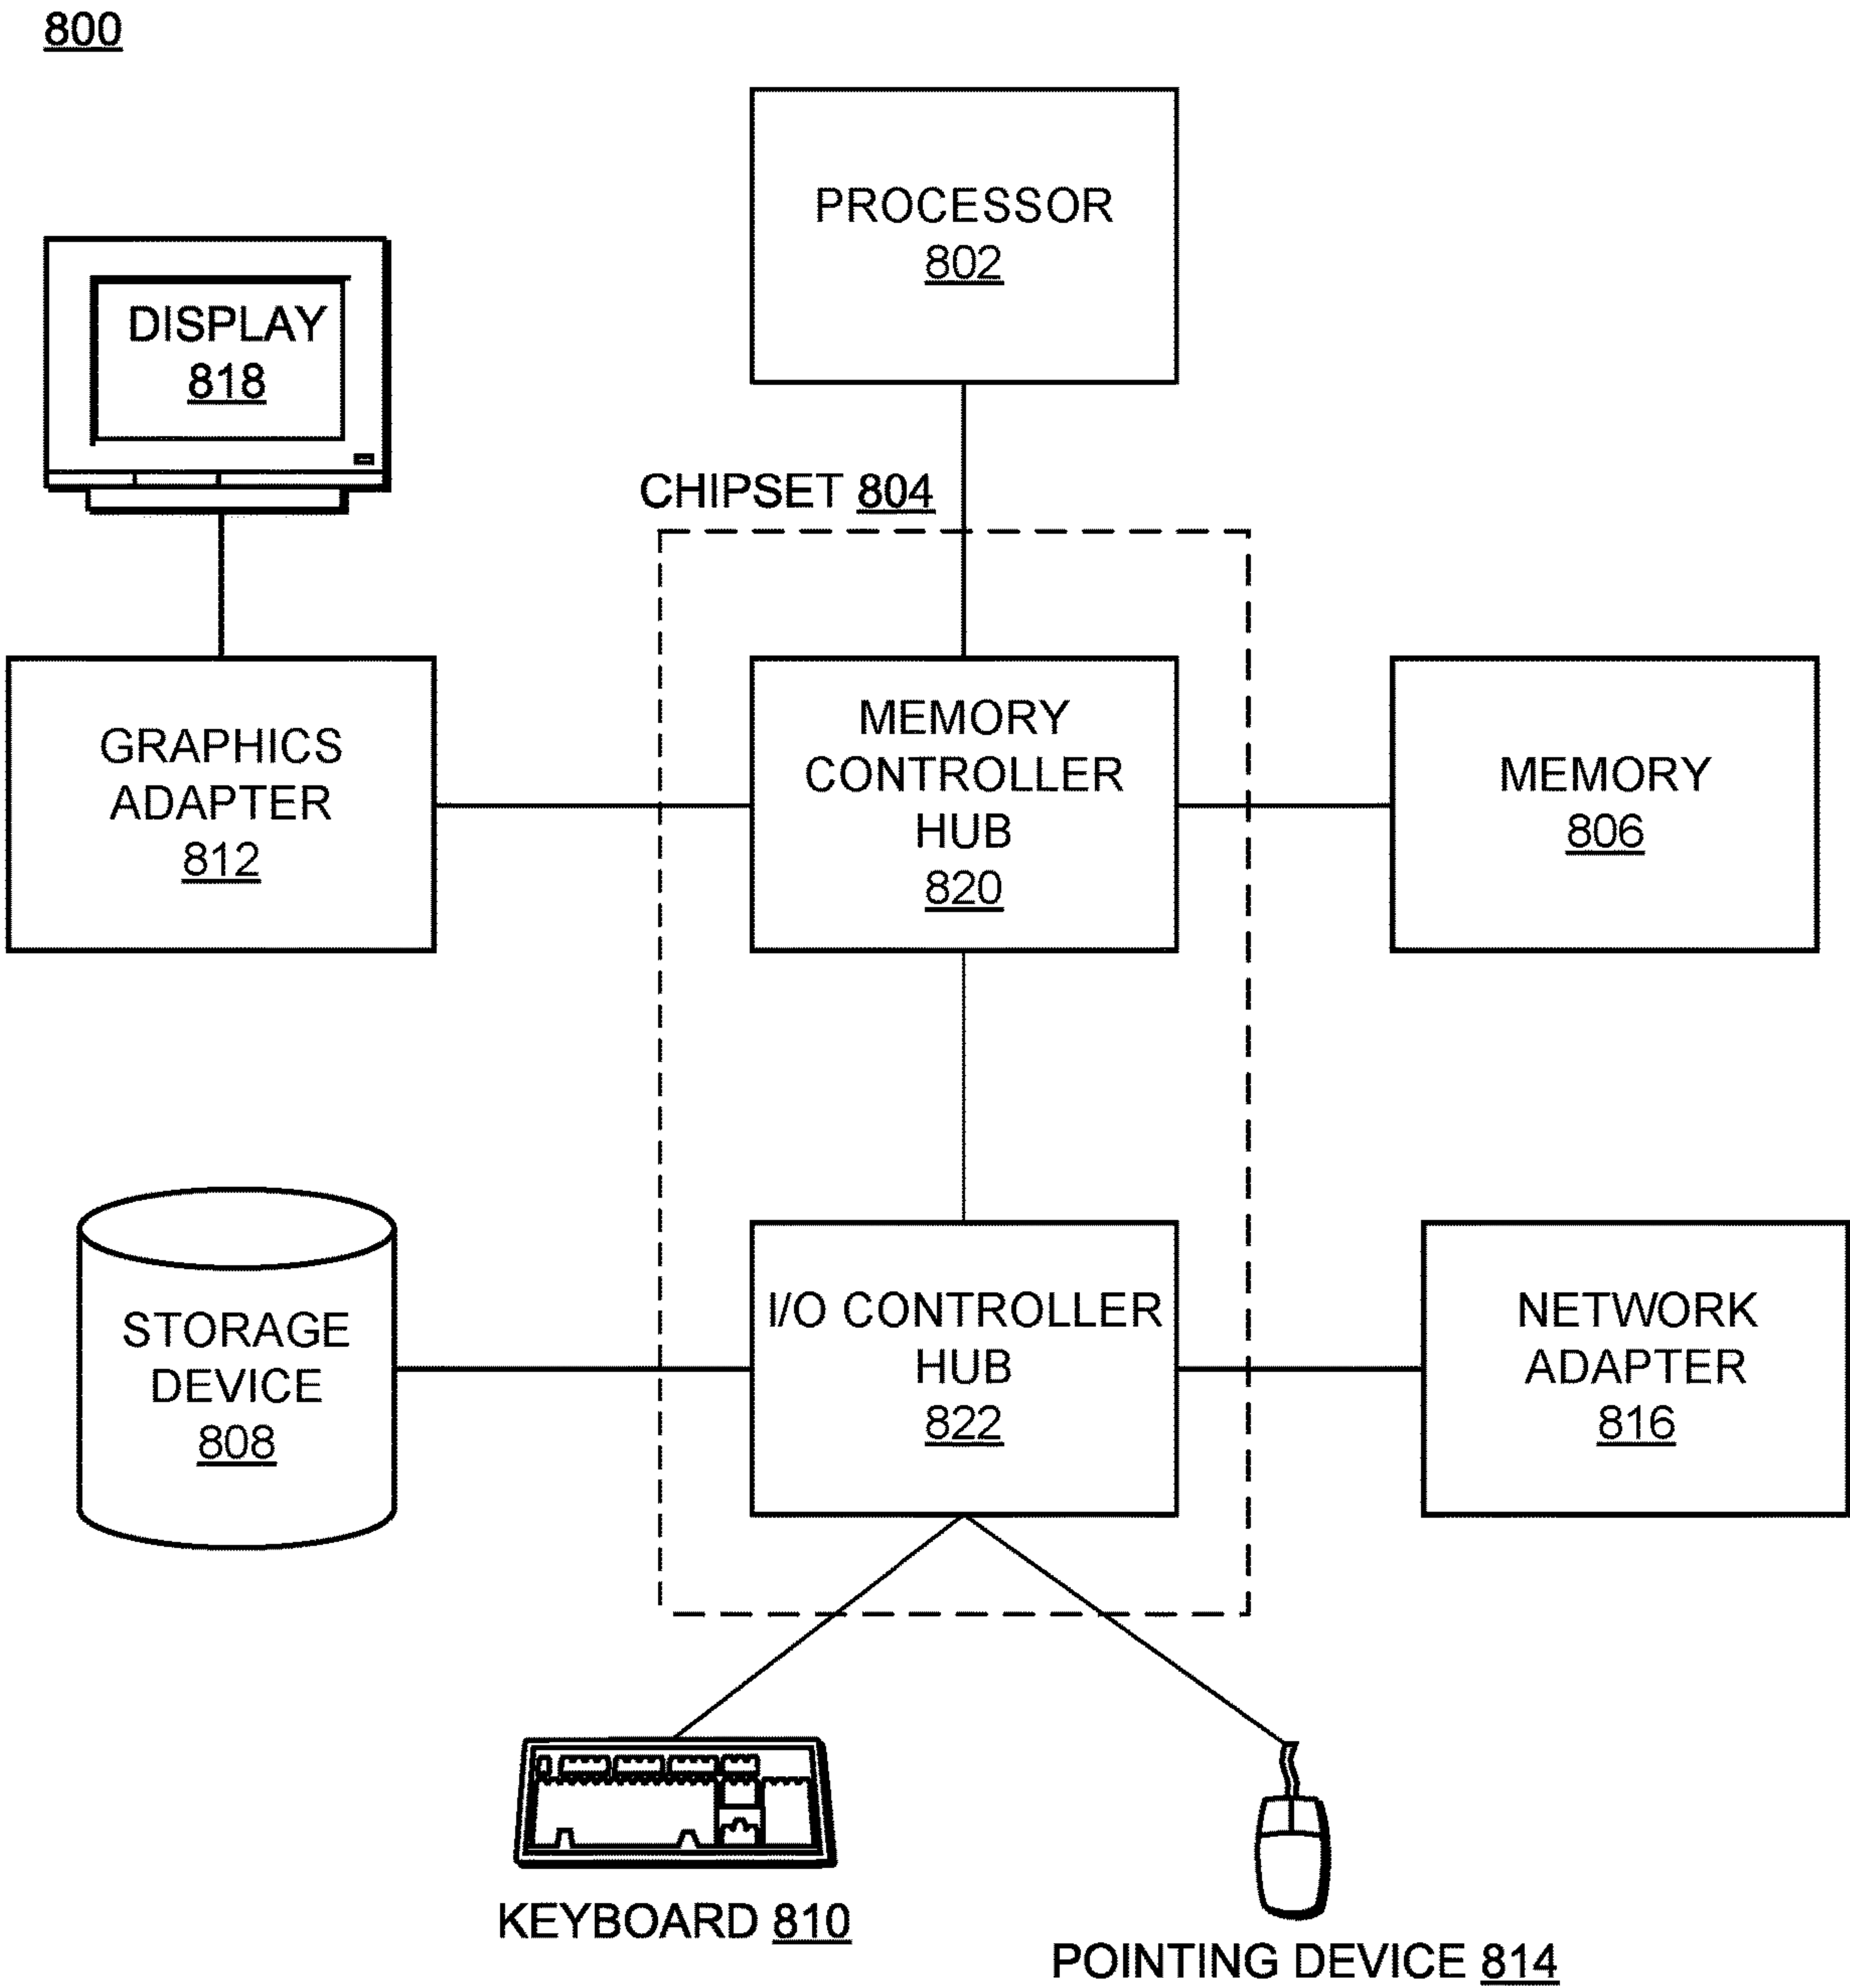 800
PROCESSOR
802
DISPLAY
818
CHIPSET 804
GRAPHICS
ADAPTER
812
MEMORY
CONTROLLER
HUB
820
MEMORY
806
STORAGE
DEVICE
808
I/O CONTROLLER
HUB
822
NETWORK
ADAPTER
816
KEYBOARD 810
POINTING DEVICE 814